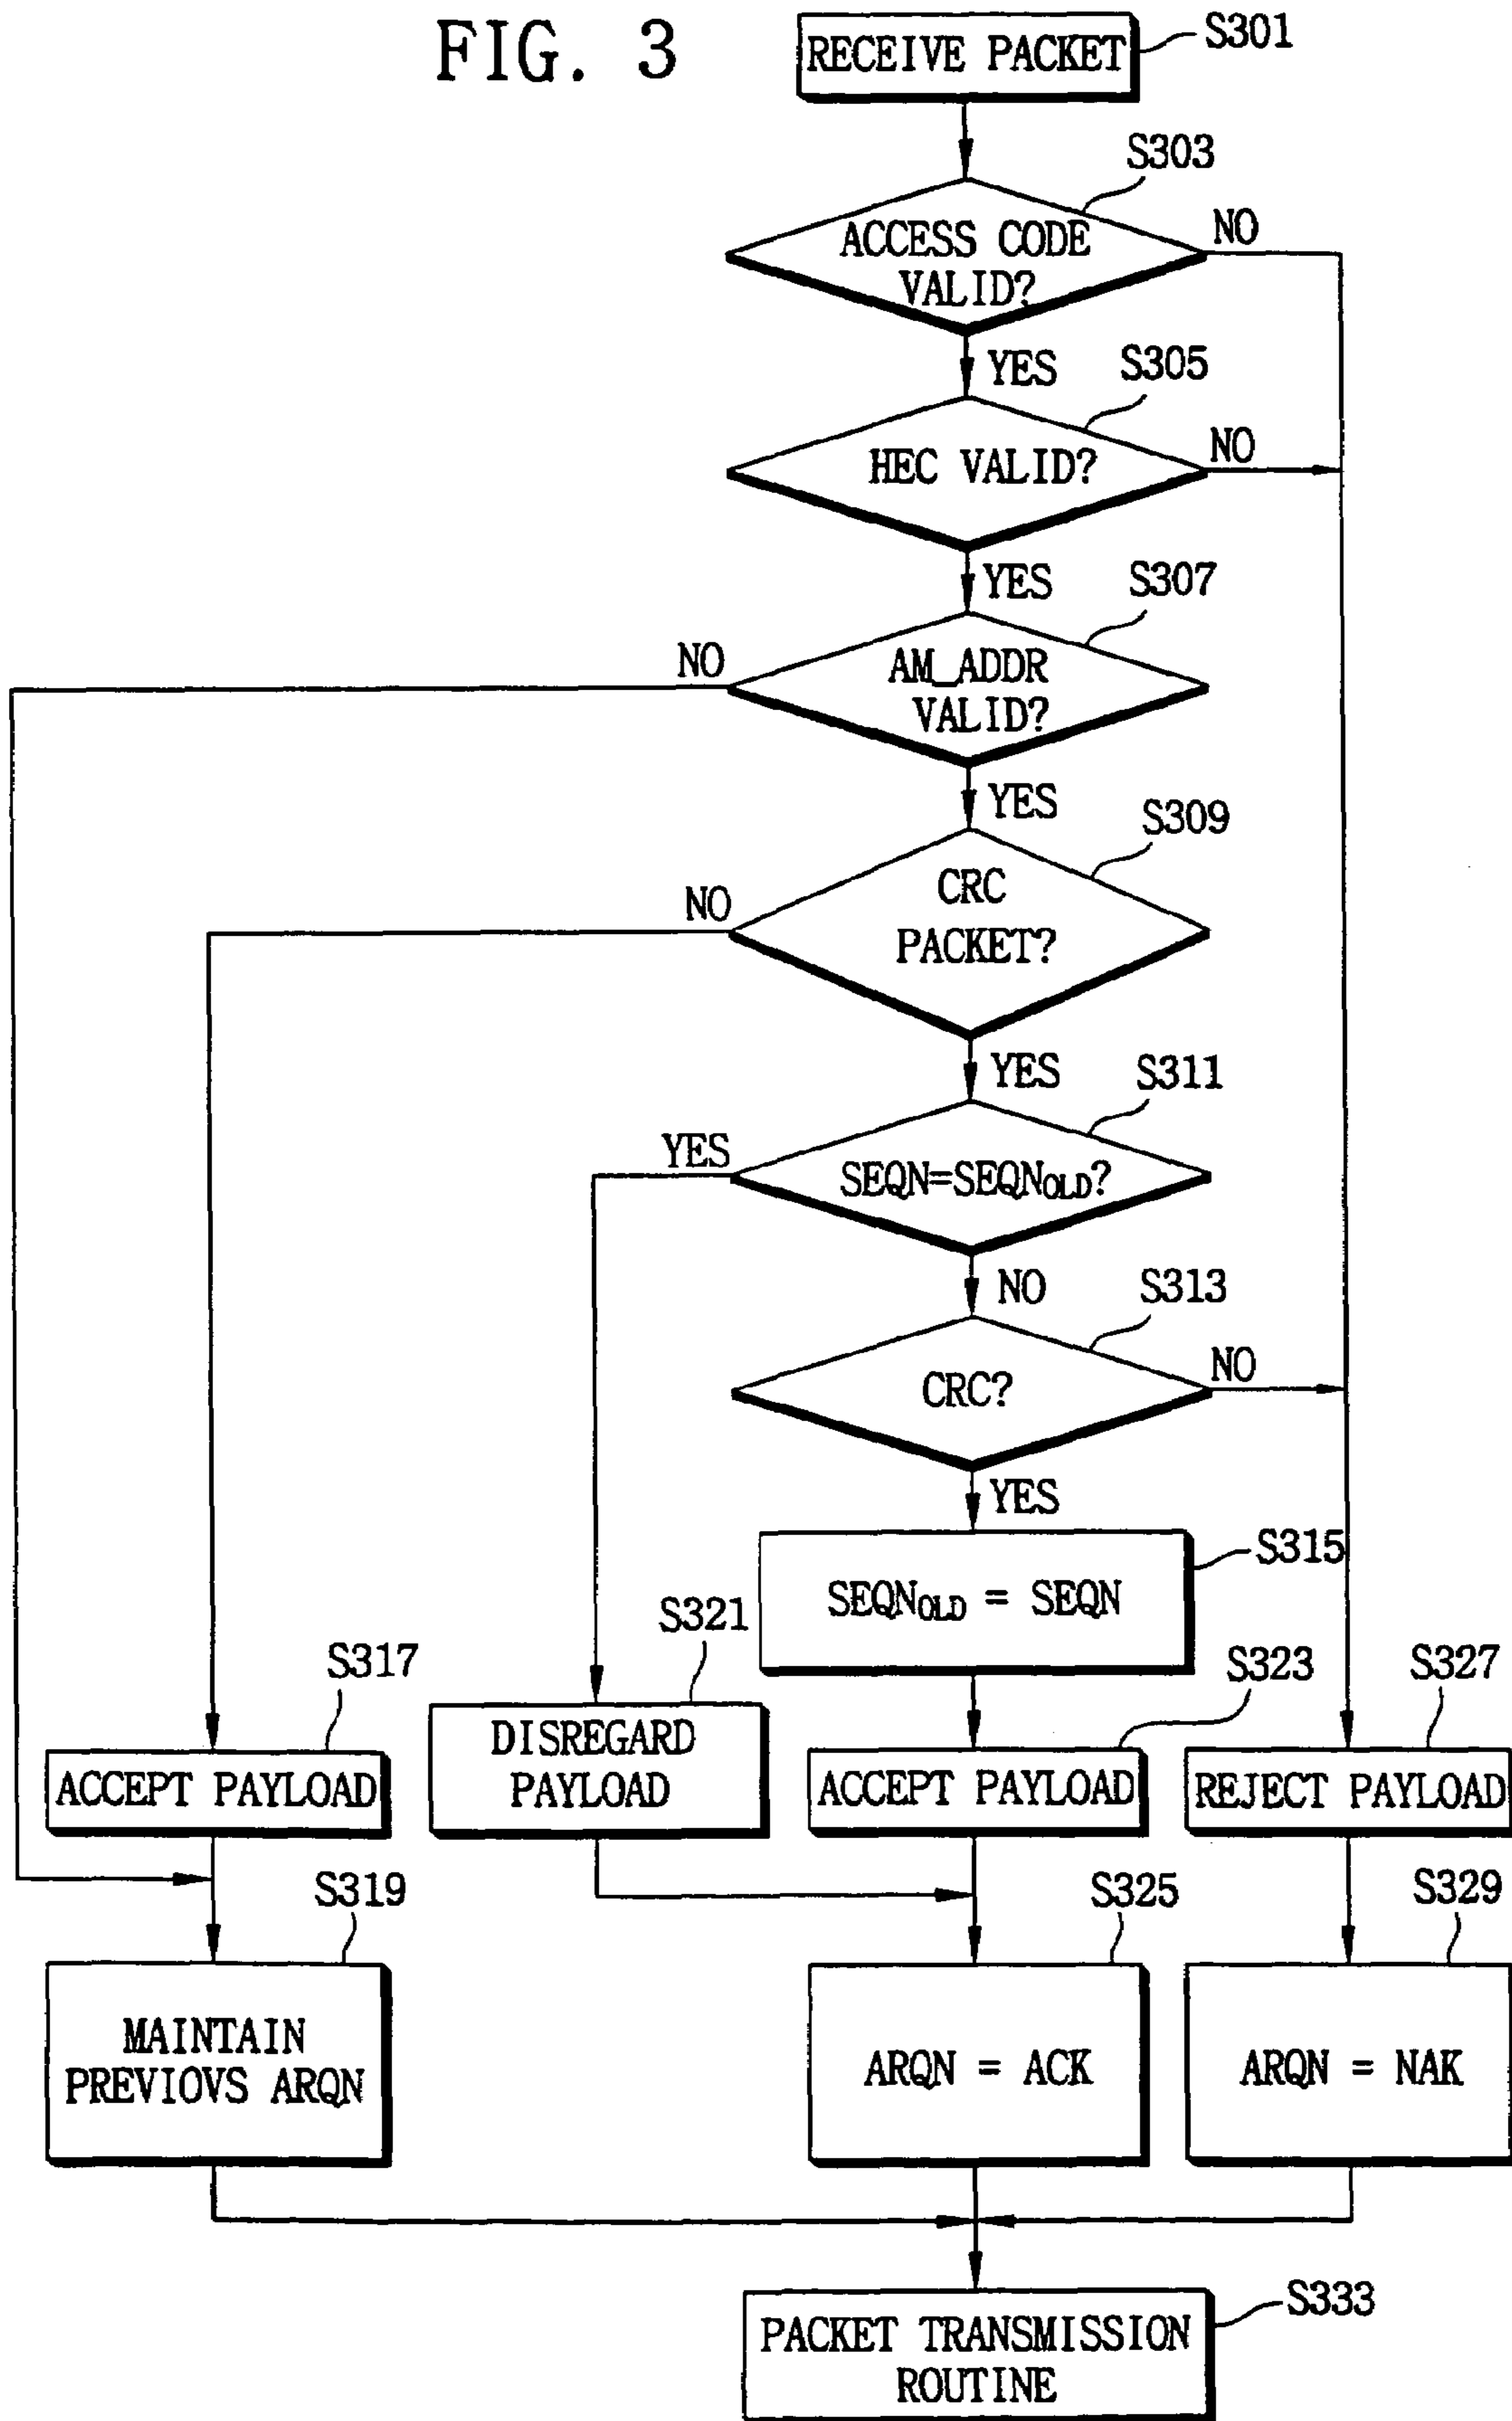 FIG. 3
RECEIVE PACKET
S301
S303
ACCESS CODE
VALID?
NO
YES
S305
HEC VALID?
NO
YES
S307
NO
AM_ADDR
VALID?
YES
S309
NO
CRC
PACKET?
YES
S311
YES
SEQN=SEQNOLD?
NO
S313
CRC?
NO
YES
S315
SEQNOLD = SEQN
S317
ACCEPT PAYLOAD
S321
DISREGARD
PAYLOAD
S323
ACCEPT PAYLOAD
S327
REJECT PAYLOAD
S319
MAINTAIN
PREVIOVS ARQN
S325
ARQN = ACK
S329
ARQN = NAK
S333
PACKET TRANSMISSION
ROUTINE